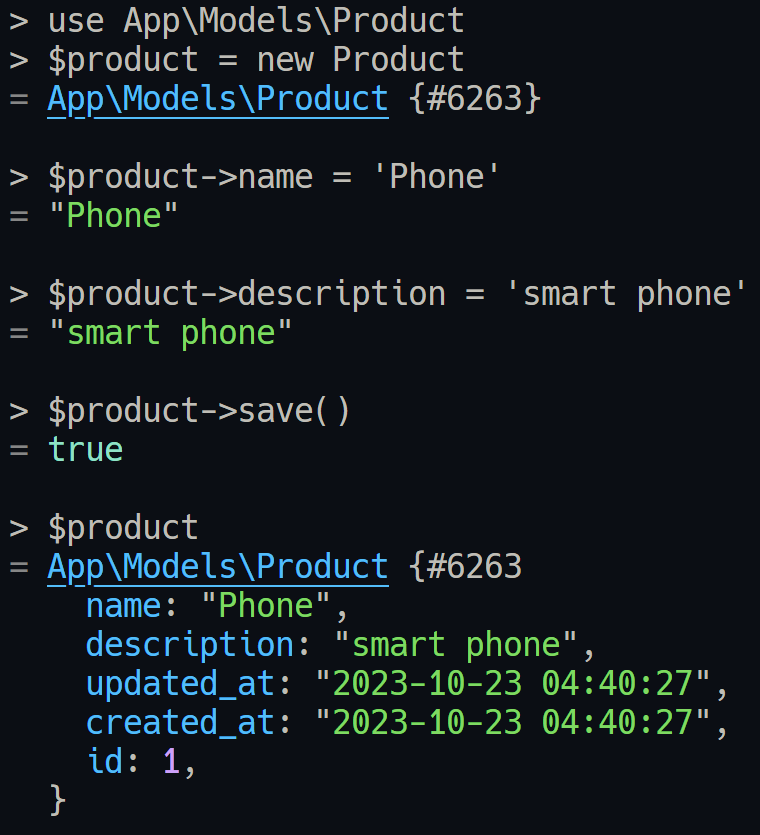 > use App\Models\Product
> $product = new Product
= App\Models\Product {#6263}
> $product->name = 'Phone'
= "Phone"
> $product->description = 'smart phone'
= "smart phone"
> $product->save()
= true
> $product
= App\Models\Product {#6263
name: "Phone",
description: "smart phone",
updated_at: "2023-10-23 04:40:27",
created_at: "2023-10-23 04:40:27",
id: 1,
}